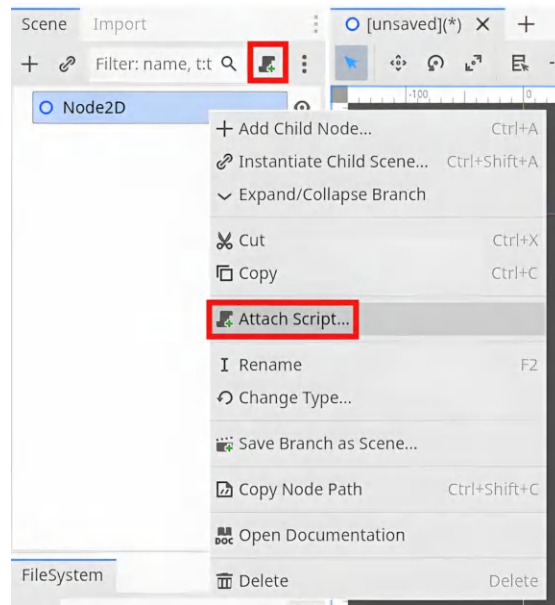 Scene Import
[unsaved](*)
Filter: name, t:t
-100 0
Node2D
Add Child Node... Ctrl+A
Instantiate Child Scene... Ctrl+Shift+A
Expand/Collapse Branch
Cut Ctrl+X
Copy Ctrl+C
Attach Script...
Rename F2
Change Type...
Save Branch as Scene...
Copy Node Path Ctrl+Shift+C
DOC Open Documentation
Delete Delete
FileSystem